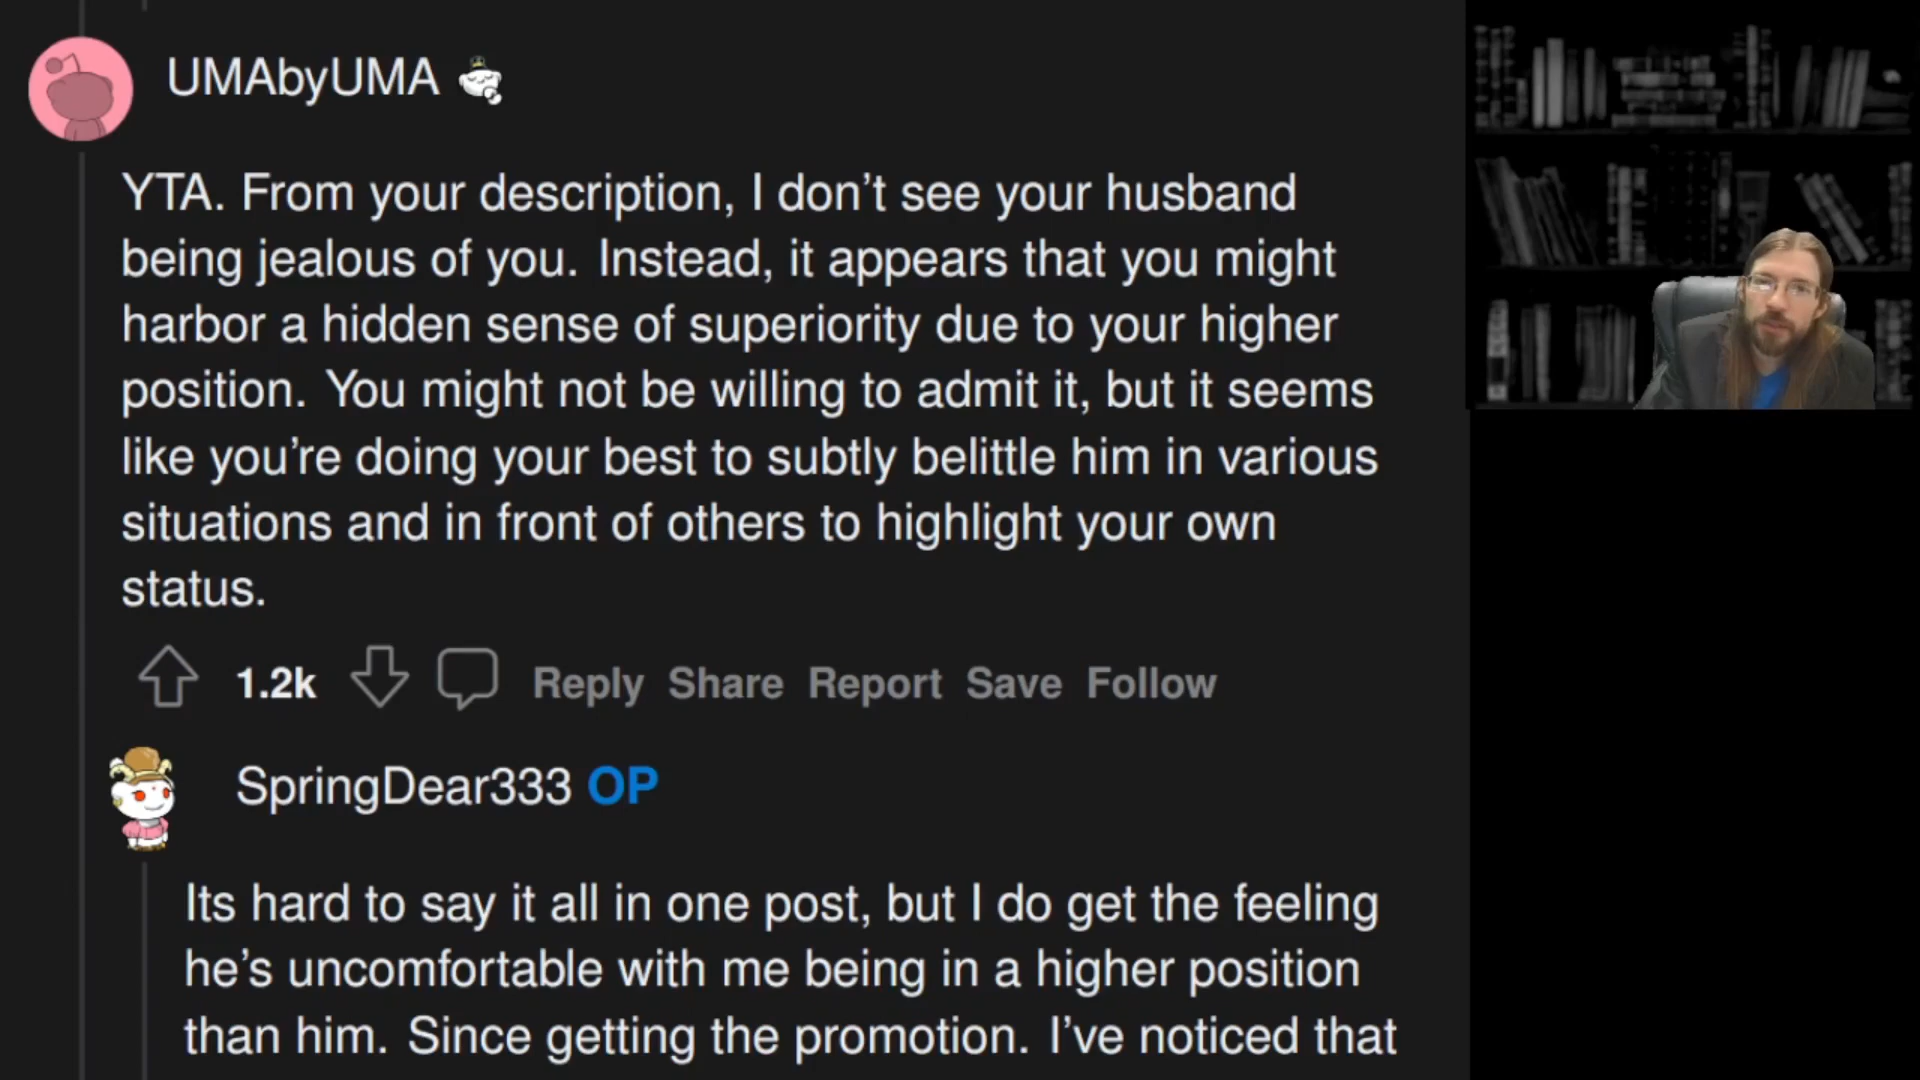 UMAbyUMA
YTA. From your description, I don’t see your husband
being jealous of you. Instead, it appears that you might
harbor a hidden sense of superiority due to your higher
position. You might not be willing to admit it, but it seems
like you’re doing your best to subtly belittle him in various
situations and in front of others to highlight your own
status.
1.2k Reply Share Report Save Follow
SpringDear333 OP
Its hard to say it all in one post, but I do get the feeling
he’s uncomfortable with me being in a higher position
than him. Since getting the promotion. I’ve noticed that